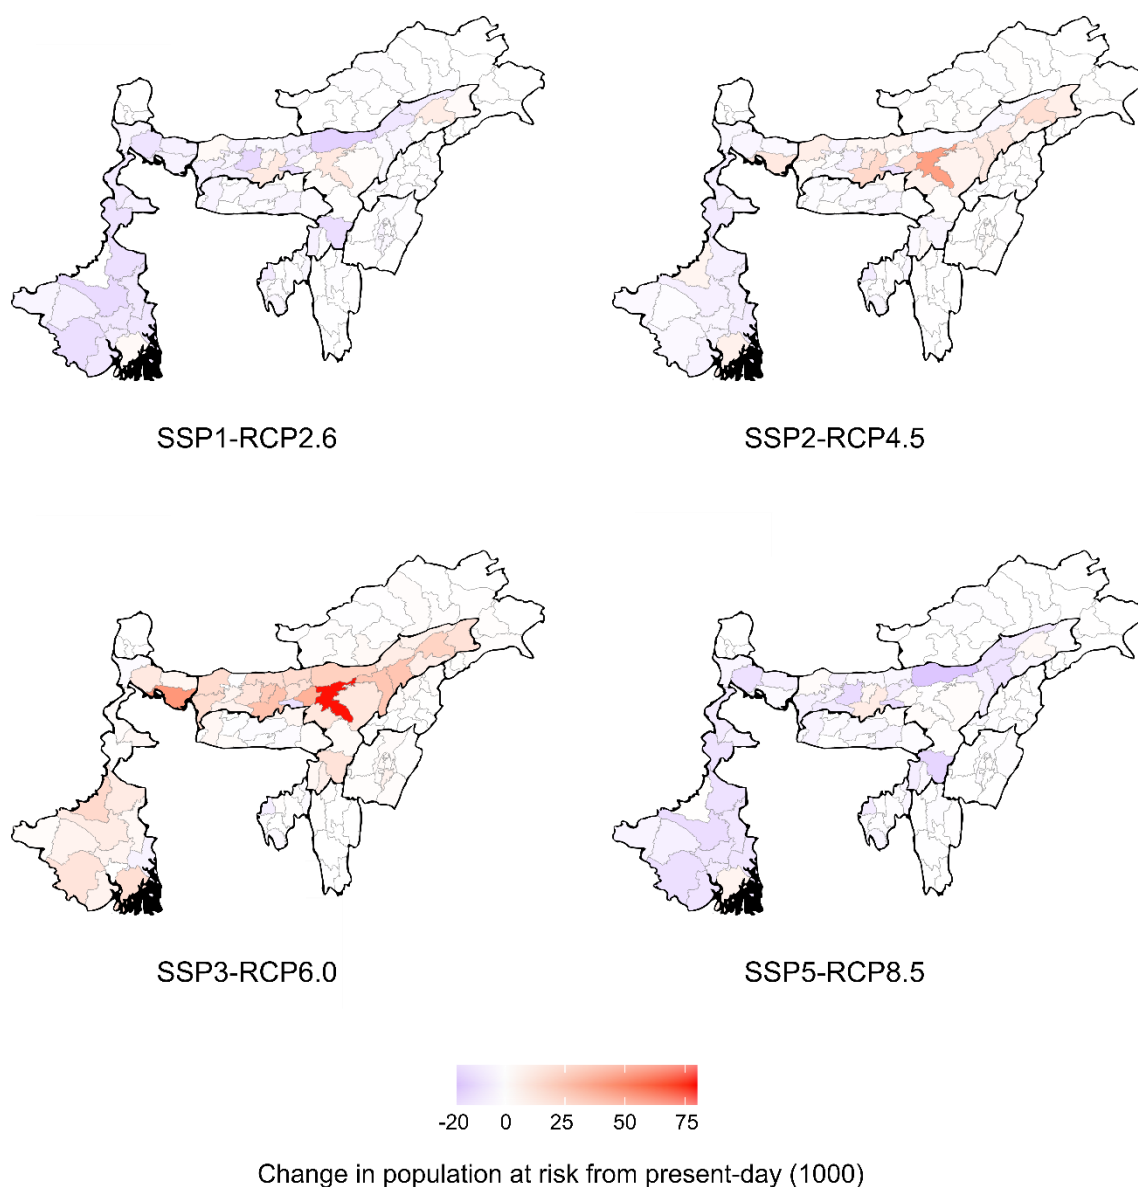 SSP1-RCP2.6
SSP2-RCP4.5
SSP3-RCP6.0
SSP5-RCP8.5
-20 0 25 50 75
Change in population at risk from present-day (1000)